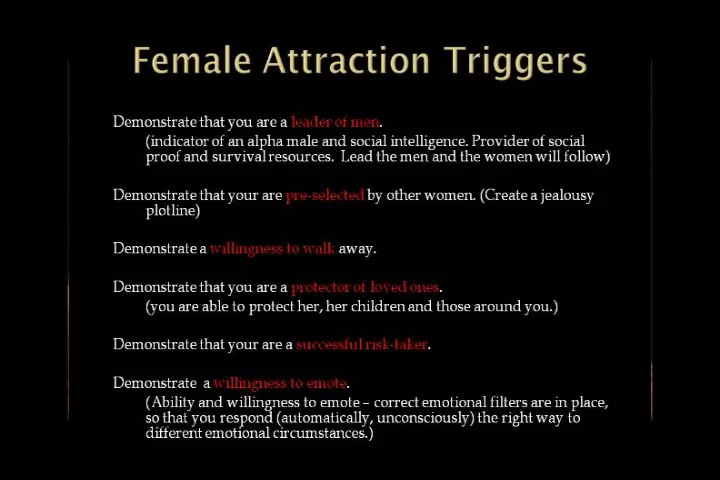 Female Attraction Triggers
Demonstrate that you are a leader of men.
(indicator of an alpha male and social intelligence. Provider of social
proof and survival resources. Lead the men and the women will follow)
Demonstrate that your are pre-selected by other women. (Create a jealousy
plotline)
Demonstrate a willingness to walk away.
Demonstrate that you are a protector of loved ones.
(you are able to protect her, her children and those around you.)
Demonstrate that your are a successful risk-taker.
Demonstrate a willingness to emote.
(Ability and willingness to emote – correct emotional filters are in place,
so that you respond (automatically, unconsciously) the right way to
different emotional circumstances.)